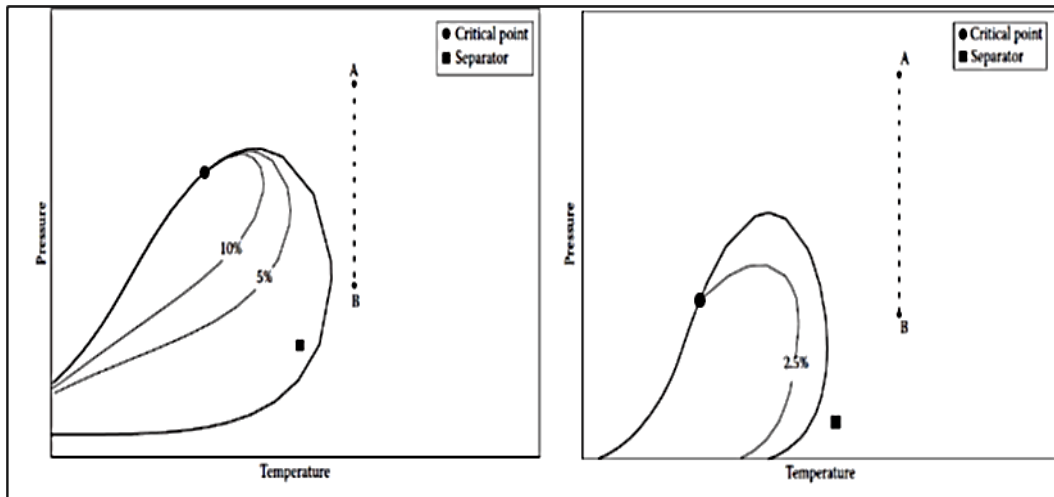 Critical point
Separator
A
10%
5%
B
Pressure
Temperature
Critical point
Separator
A
2.5%
B
Pressure
Temperature